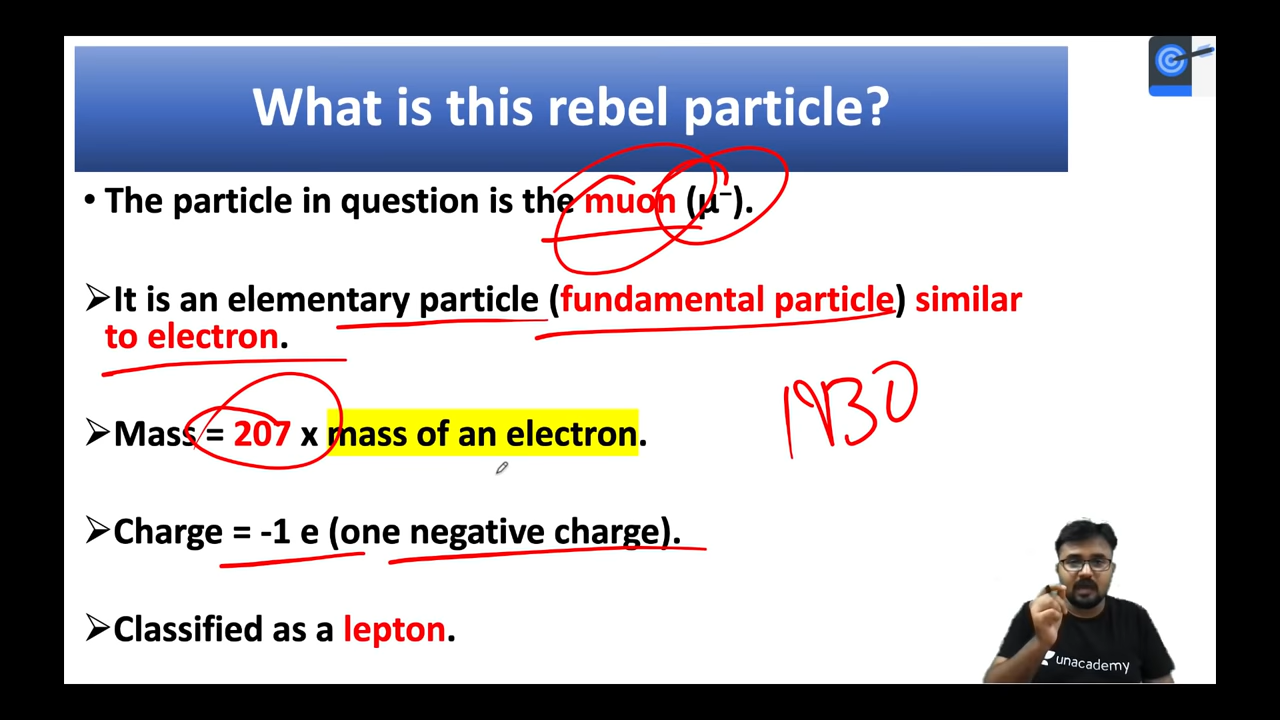 What is this rebel particle?
• The particle in question is the muon (μ⁻).
➢It is an elementary particle (fundamental particle) similar
to electron.
➢Mass = 207 x mass of an electron.
1930
➢Charge = -1 e (one negative charge).
➢Classified as a lepton.
unacademy